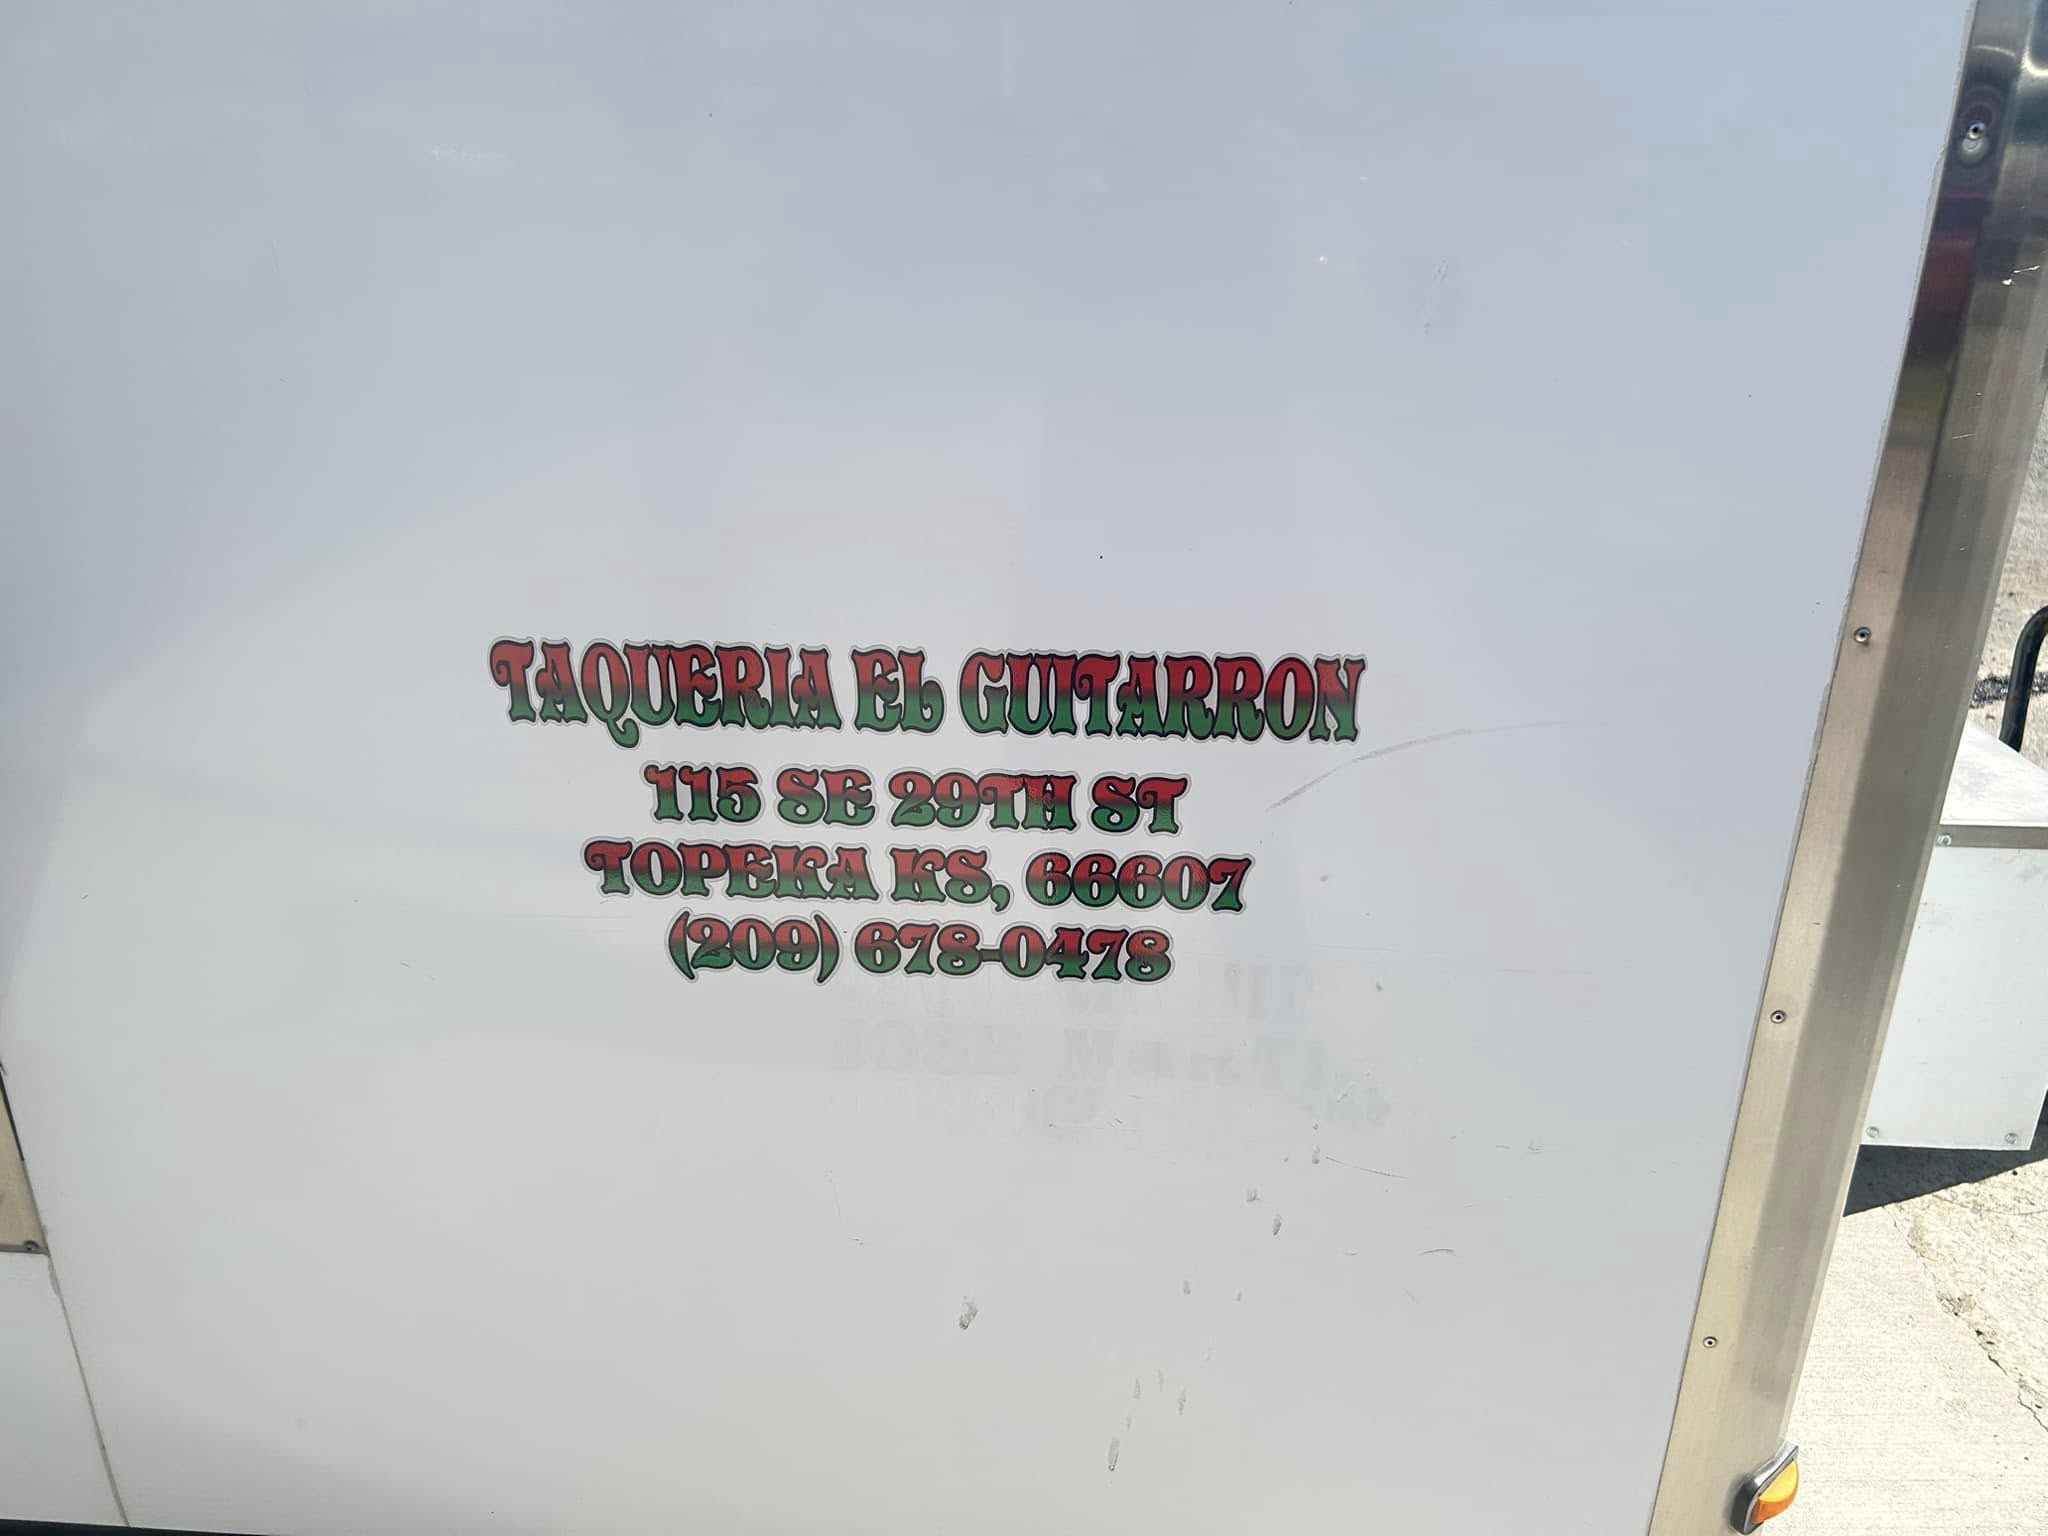 TAQUERIA EL GUITARRON
115 SE 29TH ST
TOPEKA KS, 66607
(209) 678-0478